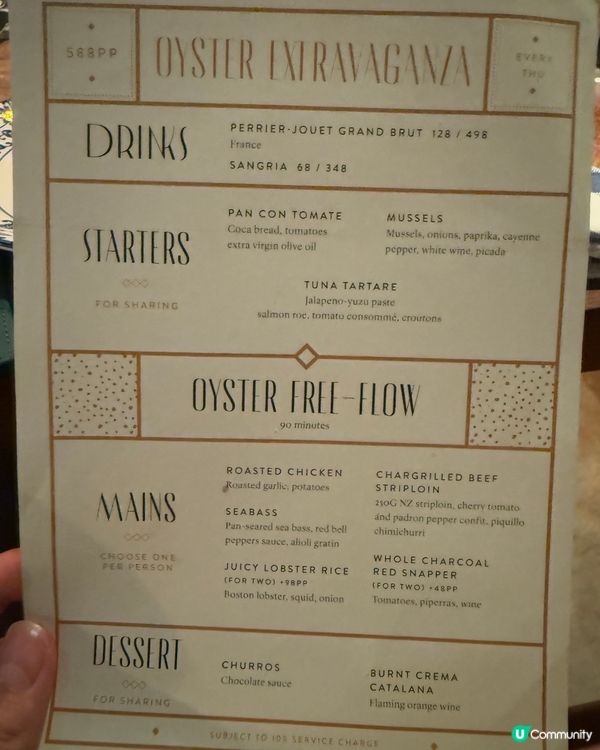 588PP
OYSTER EXTRAVAGANZA
EVERY
THU
DRINKS
PERRIER-JOUET GRAND BRUT 128 / 498
France
SANGRIA 68 / 348
STARTERS
FOR SHARING
PAN CON TOMATE
Coca bread, tomatoes
extra virgin olive oil
MUSSELS
Mussels, onions, paprika, cayenne
pepper, white wine, picada
TUNA TARTARE
Jalapeno-yuzu paste
salmon roe, tomato consommé, croutons
OYSTER FREE-FLOW
90 minutes
MAINS
CHOOSE ONE
PER PERSON
ROASTED CHICKEN
Roasted garlic, potatoes
SEABASS
Pan-seared sea bass, red bell
peppers sauce, alioli gratin
JUICY LOBSTER RICE
(FOR TWO) +98PP
Boston lobster, squid, onion
CHARGRILLED BEEF
STRIPLOIN
250G NZ striploin, cherry tomato
and padron pepper confit, piquillo
chimichurri
WHOLE CHARCOAL
RED SNAPPER
(FOR TWO) +48PP
Tomatoes, piperras, wine
DESSERT
FOR SHARING
CHURROS
Chocolate sauce
BURNT CREMA
CATALANA
Flaming orange wine
SUBJECT TO 10% SERVICE CHARGE
U Community